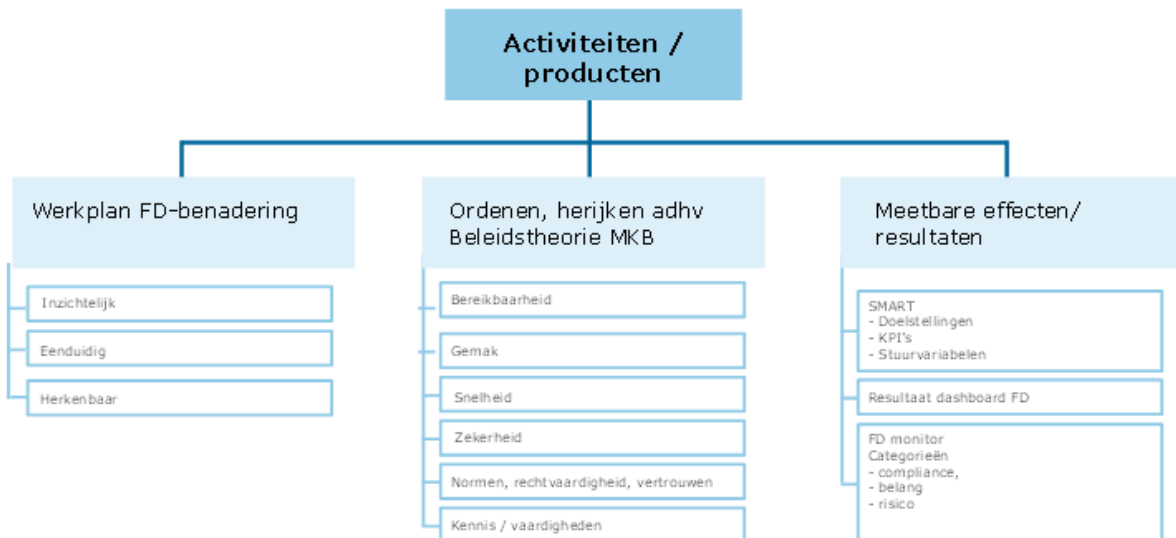 Activiteiten /
producten
Werkplan FD-benadering
Inzichtelijk
Eenduidig
Herkenbaar
Ordenen, herijken adhv
Beleidstheorie MKB
Bereikbaarheid
Gemak
Snelheid
Zekerheid
Normen, rechtvaardigheid, vertrouwen
Kennis / vaardigheden
Meetbare effecten/
resultaten
SMART
- Doelstellingen
- KPI's
- Stuurvariabelen
Resultaat dashboard FD
FD monitor
Categorieën
- compliance,
- belang
- risico